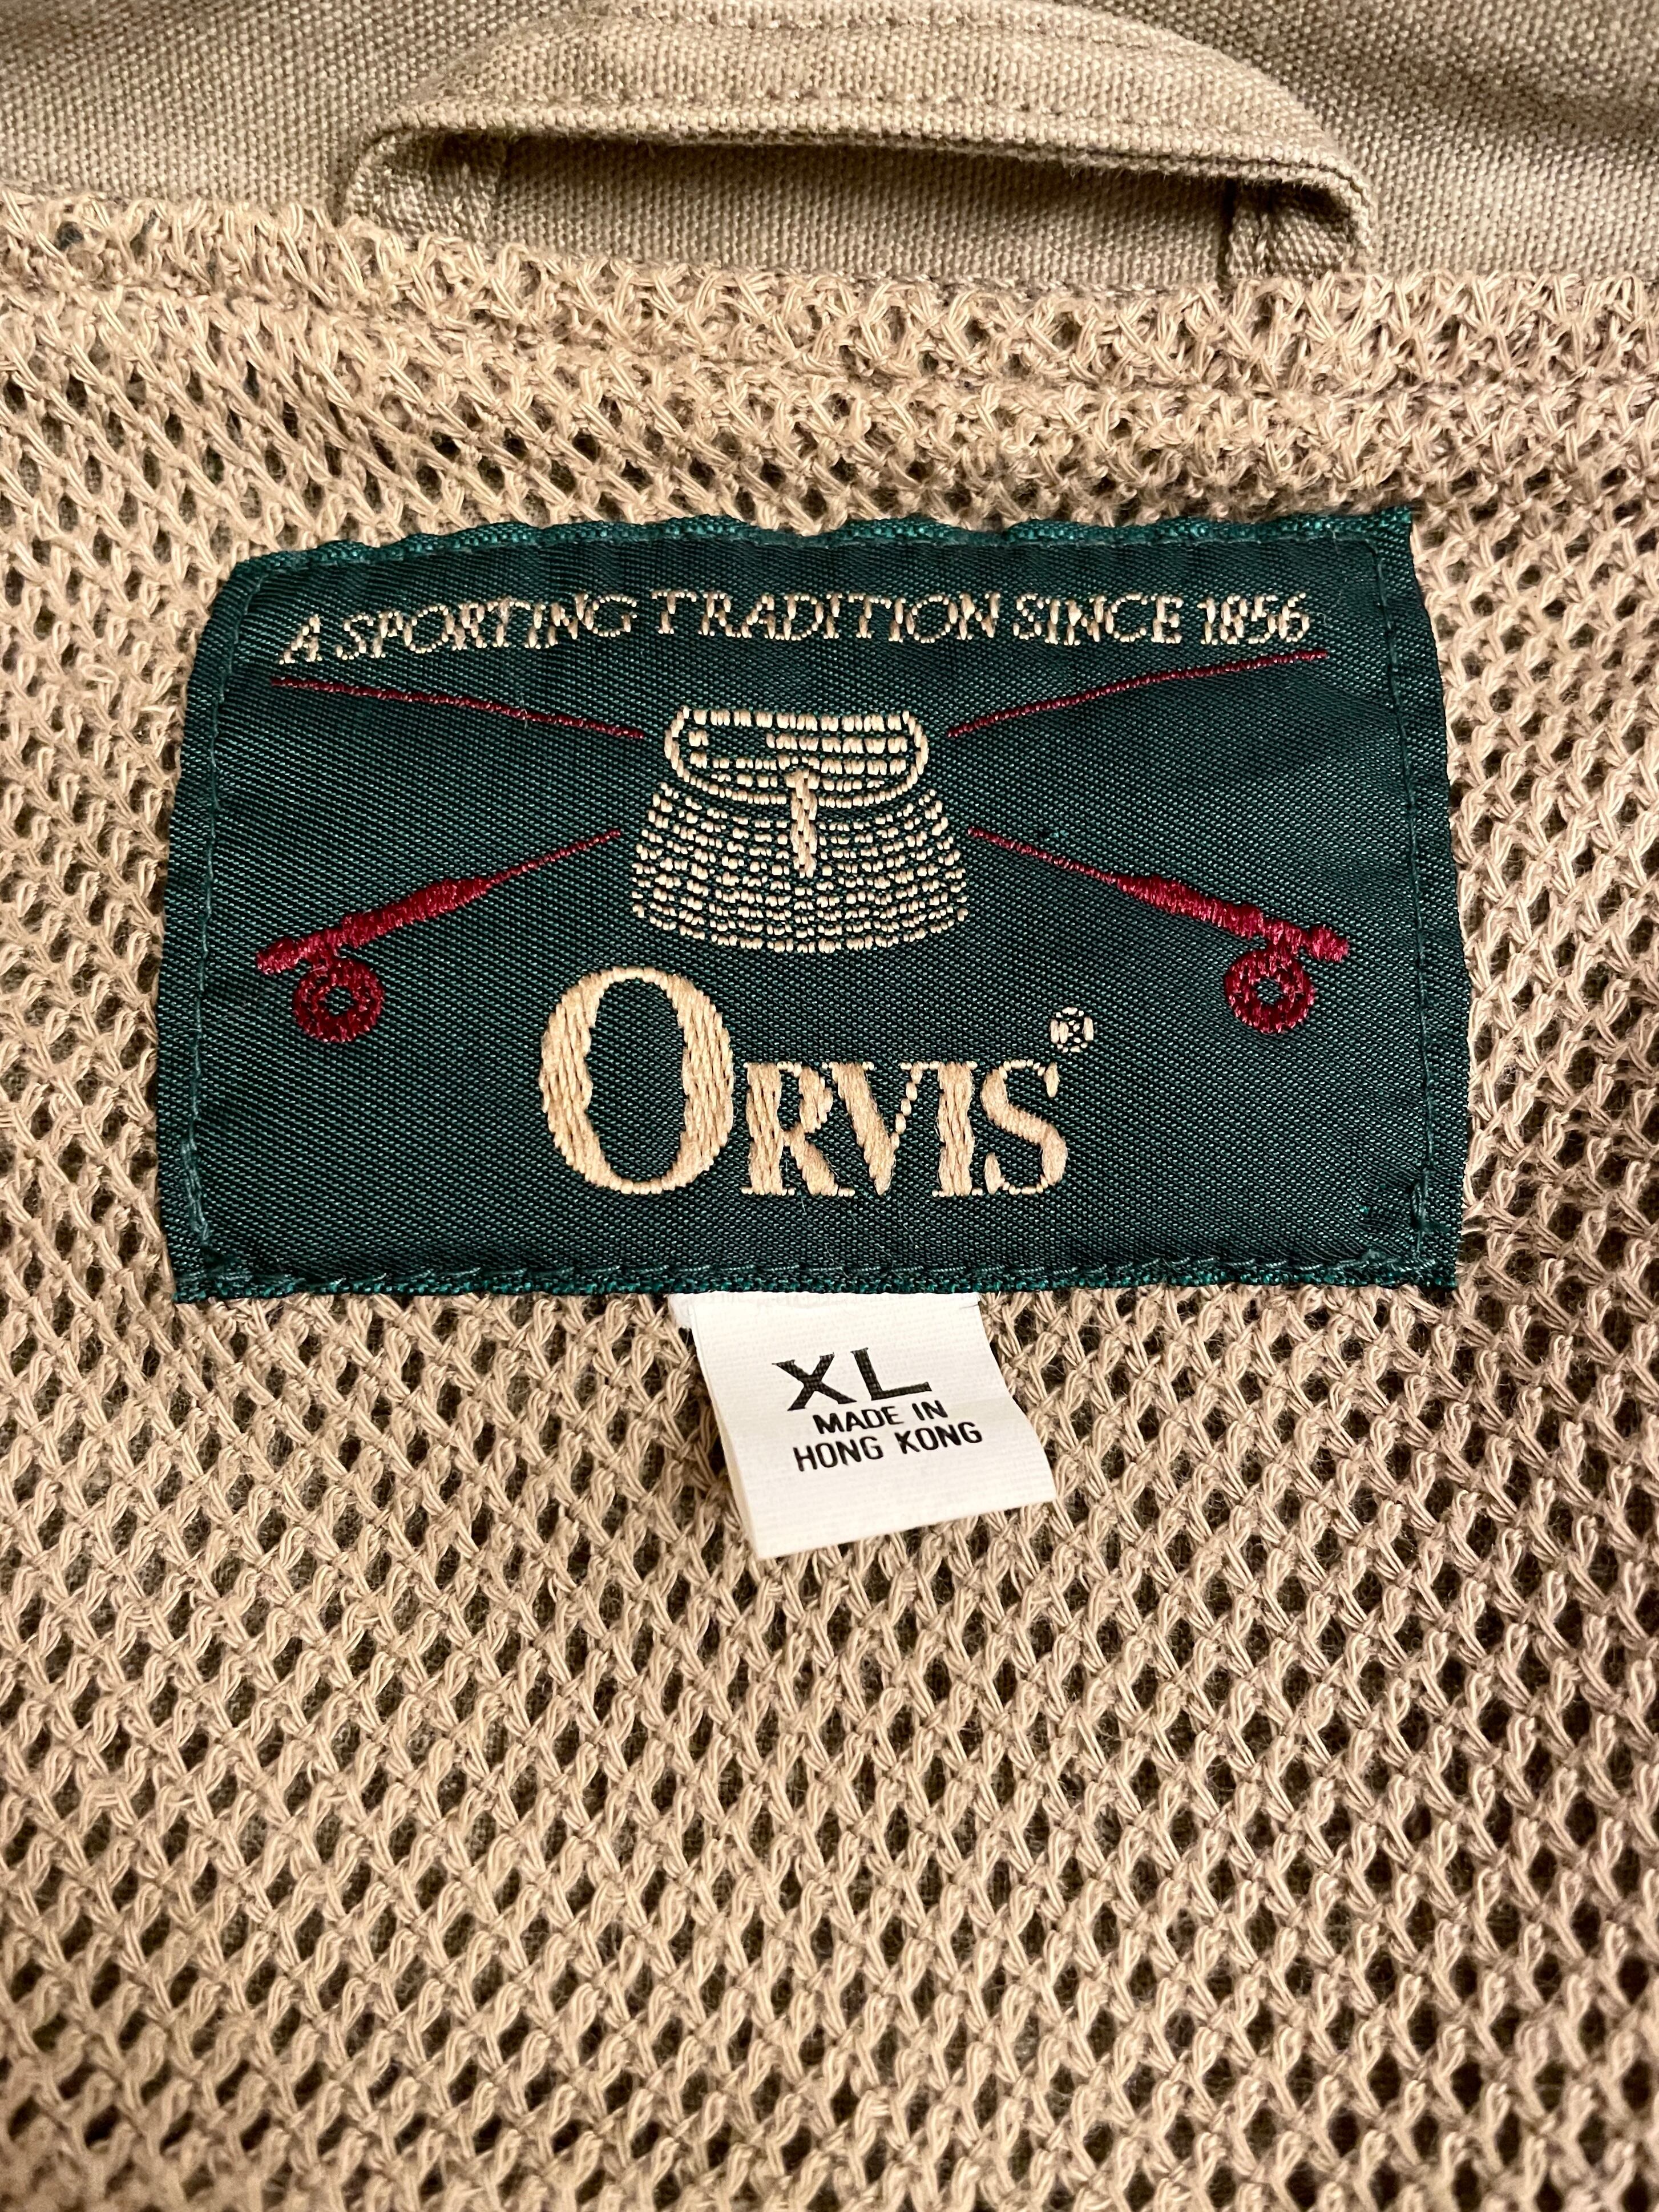 A SPORTING TRADITION SINCE 1856
ORVIS®
XL
MADE IN
HONG KONG